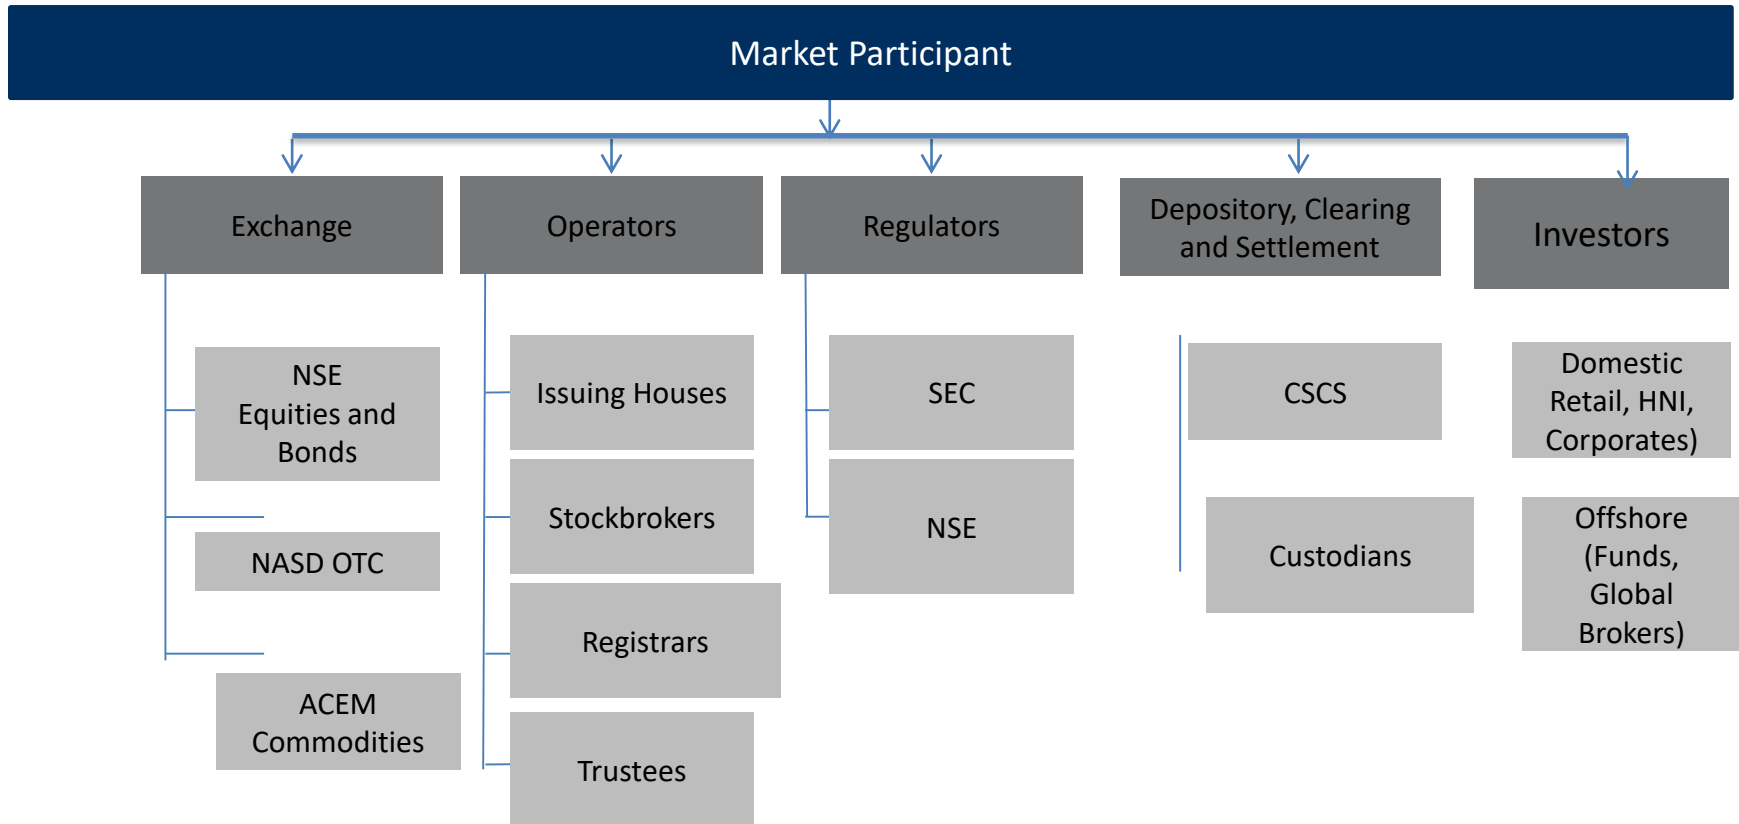 Market Participant
Exchange
Operators
Regulators
Depository, Clearing
and Settlement
Investors
NSE
Equities and
Bonds
NASD OTC
ACEM
Commodities
Issuing Houses
Stockbrokers
Registrars
Trustees
SEC
NSE
CSCS
Custodians
Domestic
Retail, HNI,
Corporates)
Offshore
(Funds,
Global
Brokers)